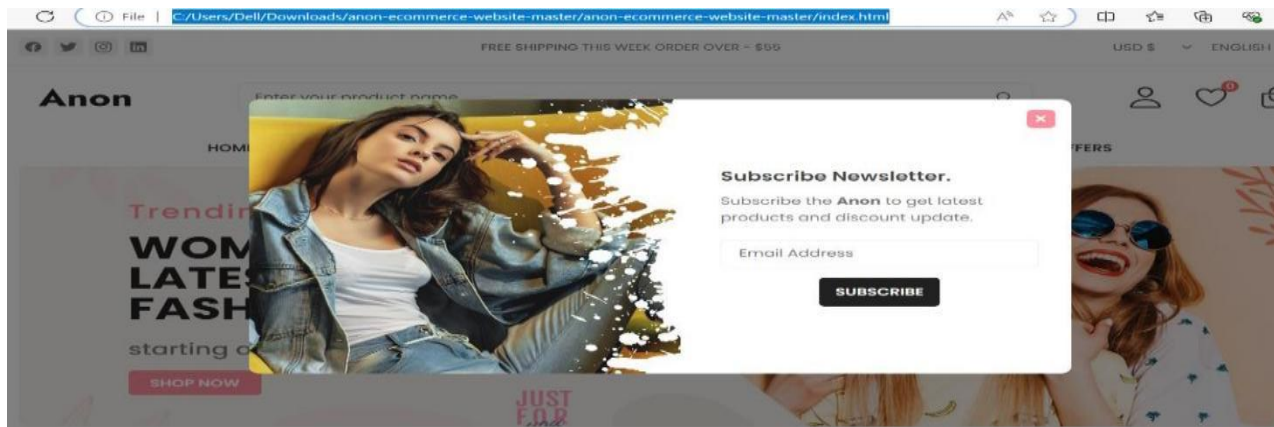 File
C:/Users/Dell/Downloads/anon-ecommerce-website-master/anon-ecommerce-website-master/index.html
FREE SHIPPING THIS WEEK ORDER OVER - $55
USD $
ENGLISH
Anon
Enter your product name
0
HOM
FFERS
Subscribe Newsletter.
Subscribe the Anon to get latest
products and discount update.
Email Address
SUBSCRIBE
Trendin
WOM
LATES
FASH
starting
SHOP NOW
JUST
FOR